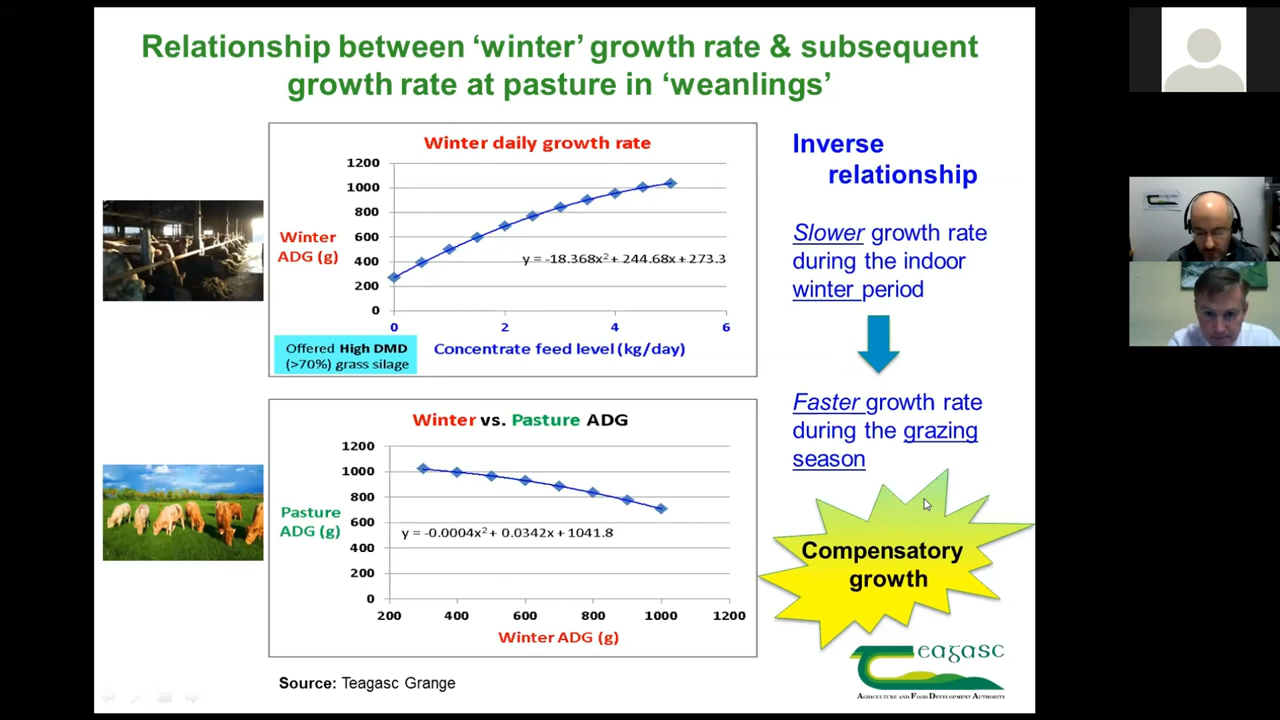 Relationship between ‘winter’ growth rate & subsequent
growth rate at pasture in ‘weanlings’
Winter daily growth rate
1200
1000
800
600
400
200
0
Winter
ADG (g)
y = -18.368x² + 244.68x + 273.3
0 2 4 6
Offered High DMD
(>70%) grass silage
Concentrate feed level (kg/day)
Winter vs. Pasture ADG
1200
1000
800
600
400
200
0
Pasture
ADG (g)
y = -0.0004x² + 0.0342x + 1041.8
200 400 600 800 1000 1200
Winter ADG (g)
Source: Teagasc Grange
Inverse
relationship
Slower growth rate
during the indoor
winter period
Faster growth rate
during the grazing
season
Compensatory
growth
Teagasc
AGRICULTURE AND FOOD DEVELOPMENT AUTHORITY